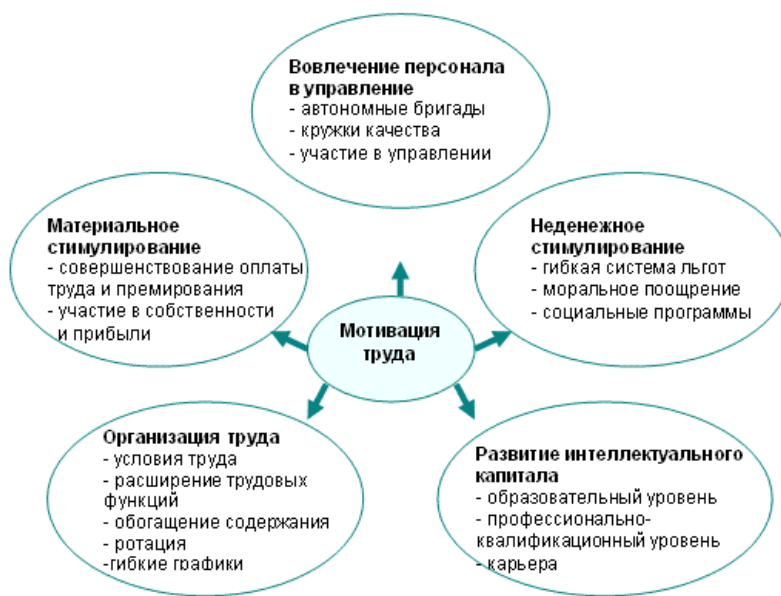 Вовлечение персонала
в управление
- автономные бригады
- кружки качества
- участие в управлении
Материальное
стимулирование
- совершенствование оплаты
труда и премирования
- участие в собственности
и прибыли
Неденежное
стимулирование
- гибкая система льгот
- моральное поощрение
- социальные программы
Мотивация
труда
Организация труда
- условия труда
- расширение трудовых
функций
- обогащение содержания
- ротация
-гибкие графики
Развитие интеллектуального
капитала
- образовательный уровень
- профессионально-
квалификационный уровень
- карьера